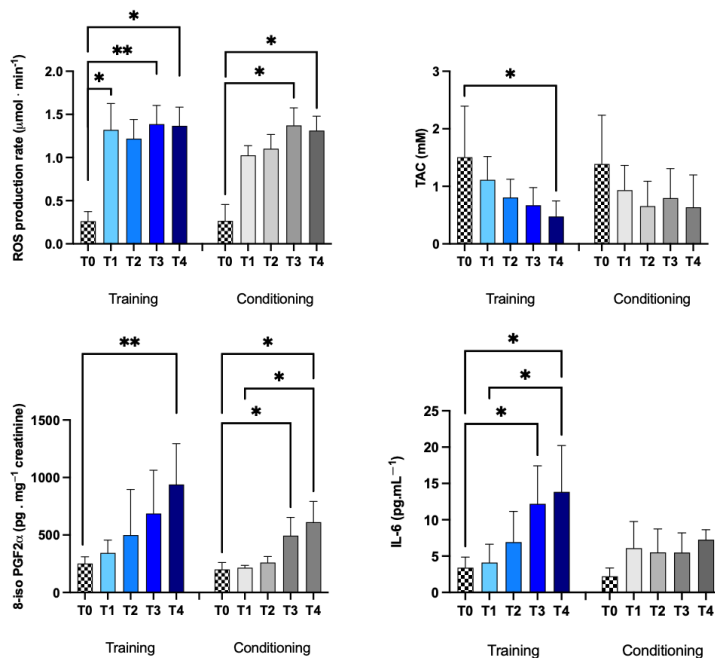 *
**
*
*
*
ROS production rate (μmol · min-1)
2.0
1.5
1.0
0.5
0.0
T0 T1 T2 T3 T4 T0 T1 T2 T3 T4
Training Conditioning
*
TAC (mM)
3
2
1
0
T0 T1 T2 T3 T4 T0 T1 T2 T3 T4
Training Conditioning
**
*
*
*
8-iso PGF2α (pg . mg−1 creatinine)
1500
1000
500
0
T0 T1 T2 T3 T4 T0 T1 T2 T3 T4
Training Conditioning
*
*
*
IL-6 (pg.mL−1)
25
20
15
10
5
0
T0 T1 T2 T3 T4 T0 T1 T2 T3 T4
Training Conditioning